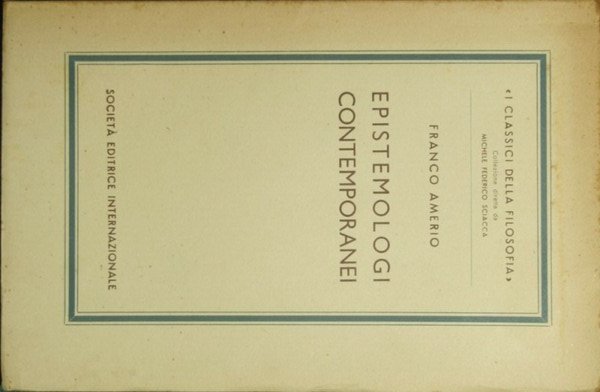 «I CLASSICI DELLA FILOSOFIA»
Collezione diretta da
MICHELE FEDERICO SCIACCA
FRANCO AMERIO
EPISTEMOLOGI
CONTEMPORANEI
SOCIETÀ EDITRICE INTERNAZIONALE